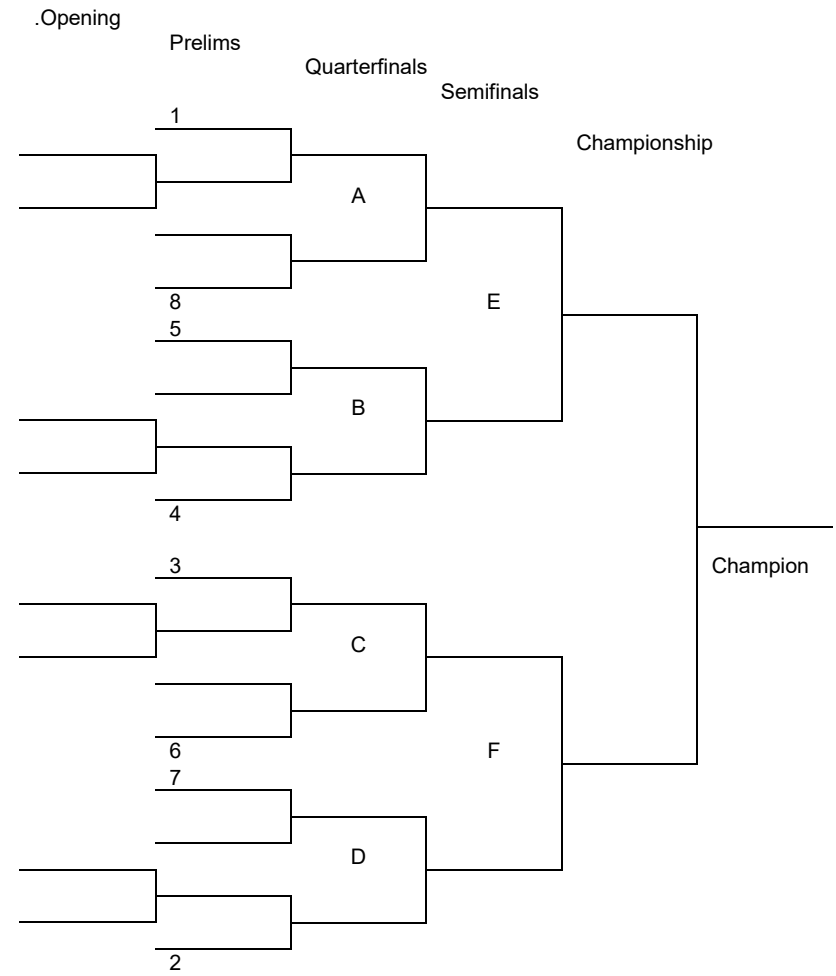 .Opening
Prelims
Quarterfinals
Semifinals
1
Championship
A
8
E
5
B
4
3
Champion
C
6
F
7
D
2